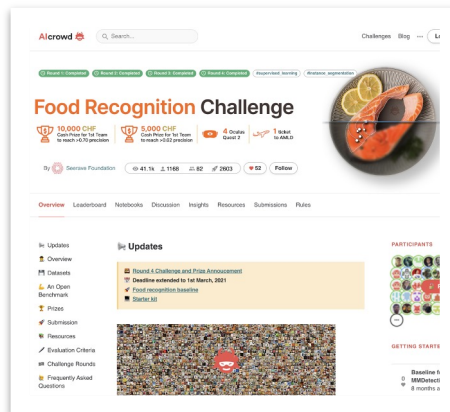 AIcrowd
Search...
Challenges Blog
Round 1: Completed Round 2: Completed Round 3: Completed Round 4: Completed #supervised_learning #instance_segmentation
Food Recognition Challenge
10,000 CHF
Cash Prize for 1st Team
to reach >0.70 precision
5,000 CHF
Cash Prize for 1st Team
to reach >0.62 precision
4 Oculus
Quest 2
1 ticket
to AMLD
By Seerave Foundation 41.1k 1168 82 2603 52 Follow
Overview Leaderboard Notebooks Discussion Insights Resources Submissions Rules
Updates
Overview
Datasets
An Open
Benchmark
Prizes
Submission
Resources
Evaluation Criteria
Challenge Rounds
Frequently Asked
Questions
Updates
Round 4 Challenge and Prize Annoucement
Deadline extended to 1st March, 2021
Food recognition baseline
Starter kit
PARTICIPANTS
GETTING STARTE
Baseline
MMDetecti
8 months a
0